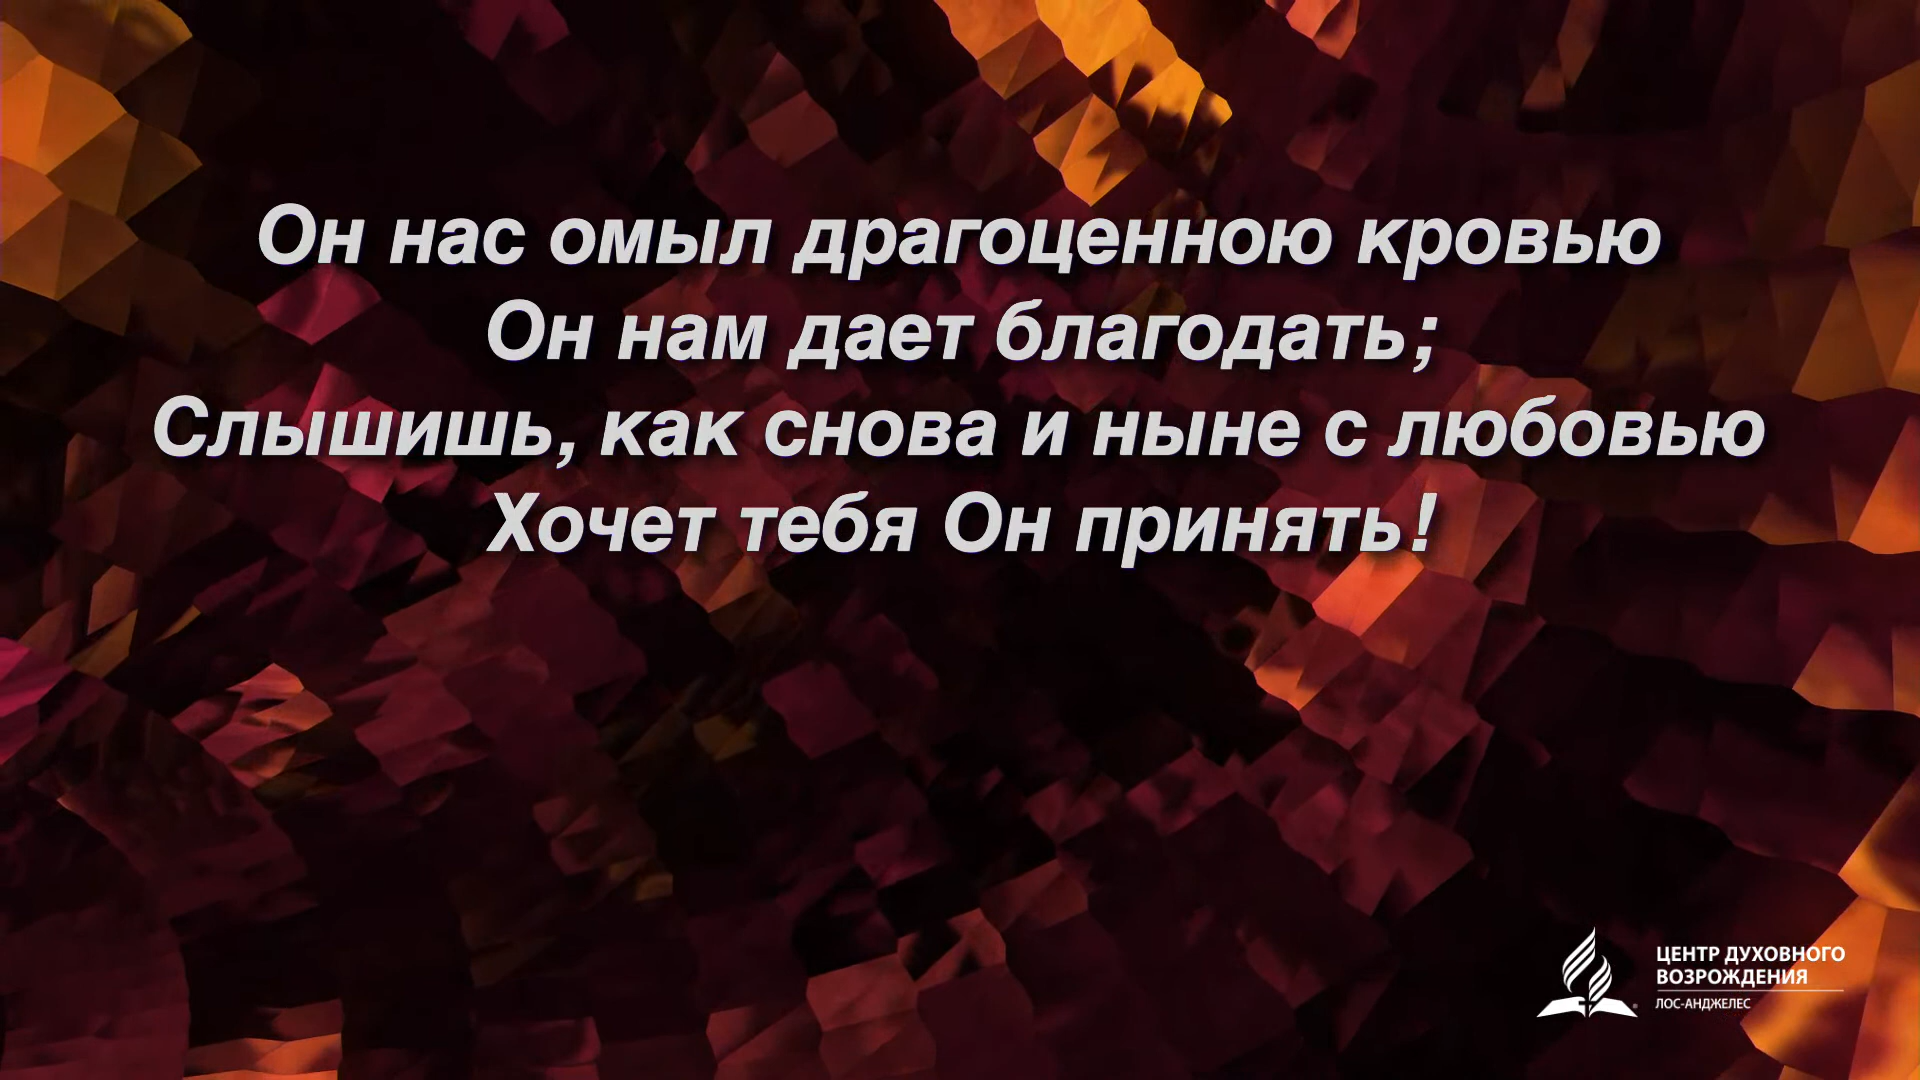 Он нас омыл драгоценною кровью
Он нам дает благодать;
Слышишь, как снова и ныне с любовью
Хочет тебя Он принять!
ЦЕНТР ДУХОВНОГО
ВОЗРОЖДЕНИЯ
ЛОС-АНДЖЕЛЕС